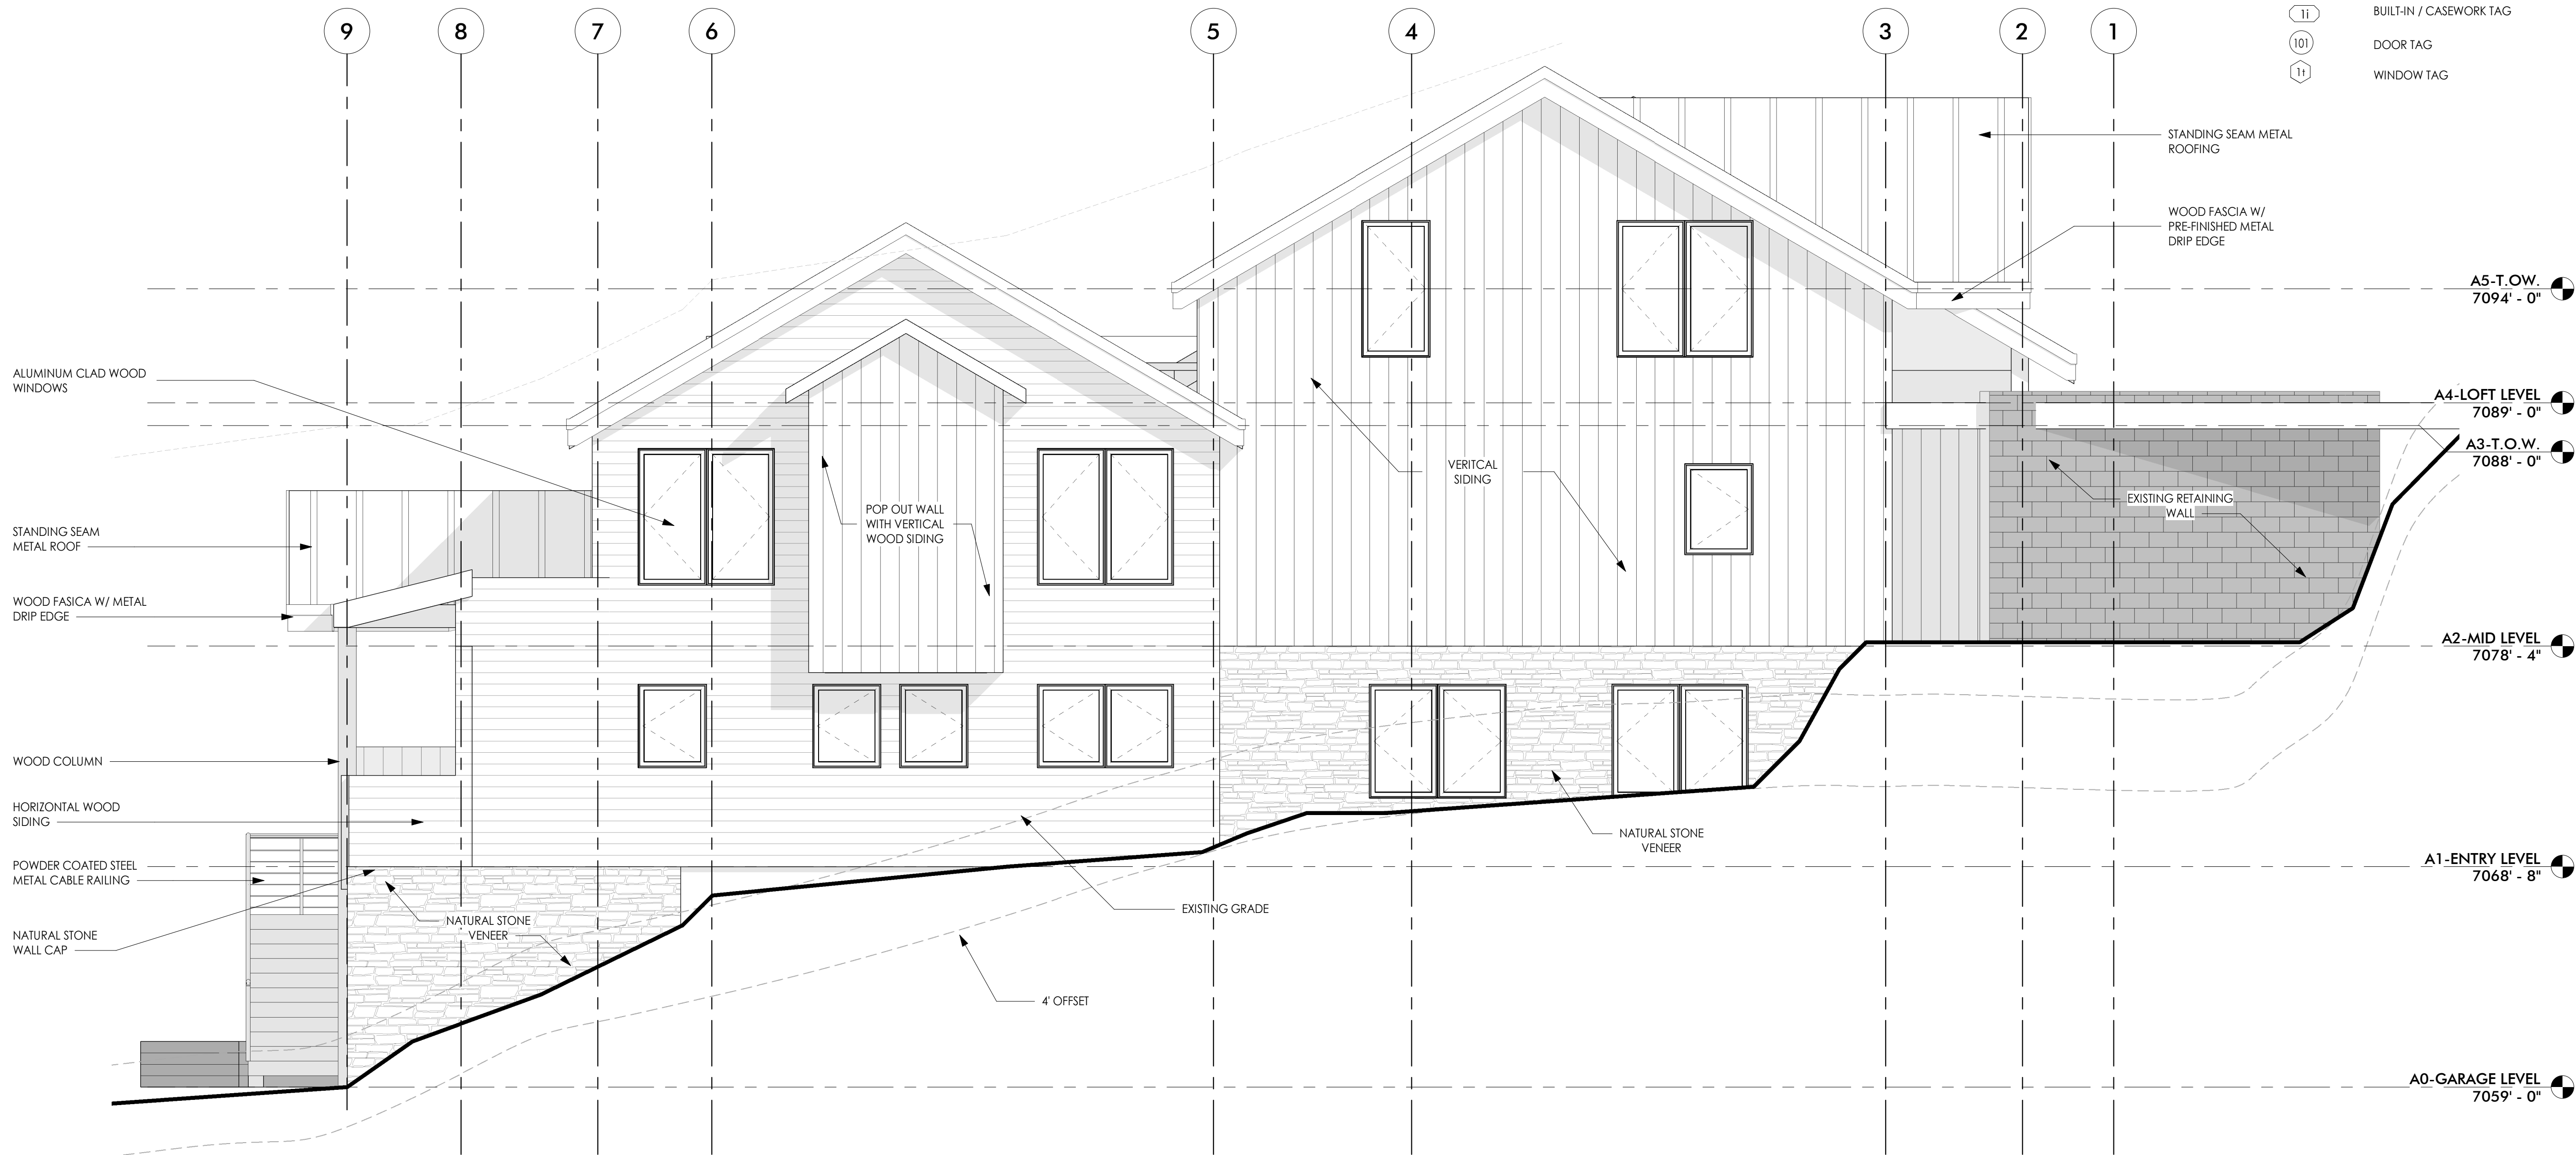 9
8
7
6
5
4
3
2
1
1i
BUILT-IN / CASEWORK TAG
101
DOOR TAG
1t
WINDOW TAG
STANDING SEAM METAL
ROOFING
WOOD FASCIA W/
PRE-FINISHED METAL
DRIP EDGE
A5-T.OW.
7094' - 0"
ALUMINUM CLAD WOOD
WINDOWS
A4-LOFT LEVEL
7089' - 0"
A3-T.O.W.
7088' - 0"
VERITCAL
SIDING
EXISTING RETAINING
WALL
POP OUT WALL
WITH VERTICAL
WOOD SIDING
STANDING SEAM
METAL ROOF
WOOD FASICA W/ METAL
DRIP EDGE
A2-MID LEVEL
7078' - 4"
WOOD COLUMN
HORIZONTAL WOOD
SIDING
NATURAL STONE
VENEER
POWDER COATED STEEL
METAL CABLE RAILING
A1-ENTRY LEVEL
7068' - 8"
EXISTING GRADE
NATURAL STONE
VENEER
NATURAL STONE
WALL CAP
4' OFFSET
A0-GARAGE LEVEL
7059' - 0"